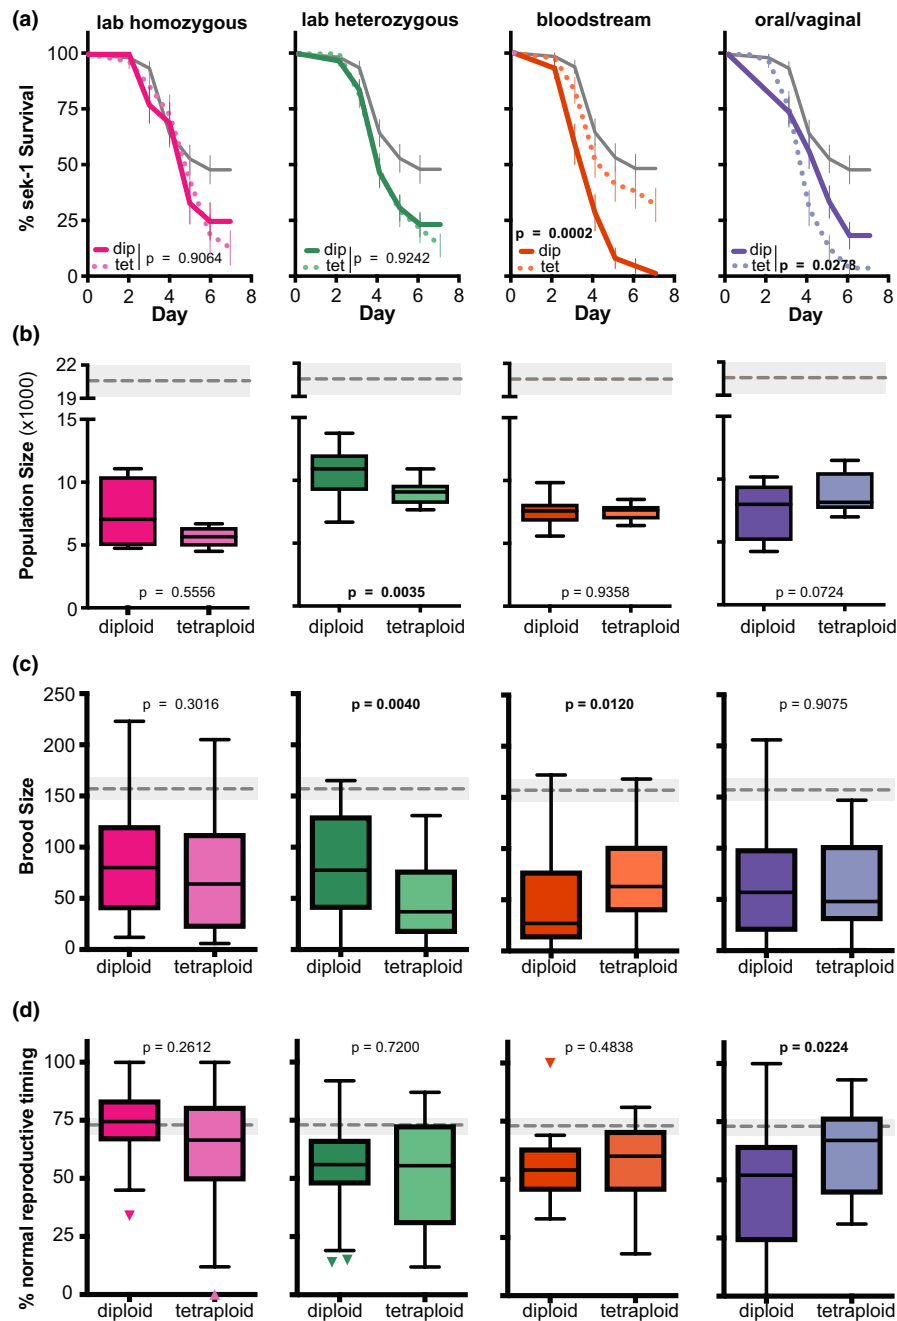 (a)
lab homozygous
lab heterozygous
bloodstream
oral/vaginal
% sek-1 Survival
100
75
50
25
0
dip
tet
p = 0.9064
dip
tet
p = 0.9242
p = 0.0002
dip
tet
dip
tet
p = 0.0278
0 2 4 6 8
0 2 4 6 8
0 2 4 6 8
0 2 4 6 8
Day
Day
Day
Day
(b)
Population Size (x1000)
22
19
15
10
5
0
p = 0.5556
p = 0.0035
p = 0.9358
p = 0.0724
diploid tetraploid
diploid tetraploid
diploid tetraploid
diploid tetraploid
(c)
Brood Size
250
200
150
100
50
0
p = 0.3016
p = 0.0040
p = 0.0120
p = 0.9075
diploid tetraploid
diploid tetraploid
diploid tetraploid
diploid tetraploid
(d)
% normal reproductive timing
100
75
50
25
0
p = 0.2612
p = 0.7200
p = 0.4838
p = 0.0224
diploid tetraploid
diploid tetraploid
diploid tetraploid
diploid tetraploid